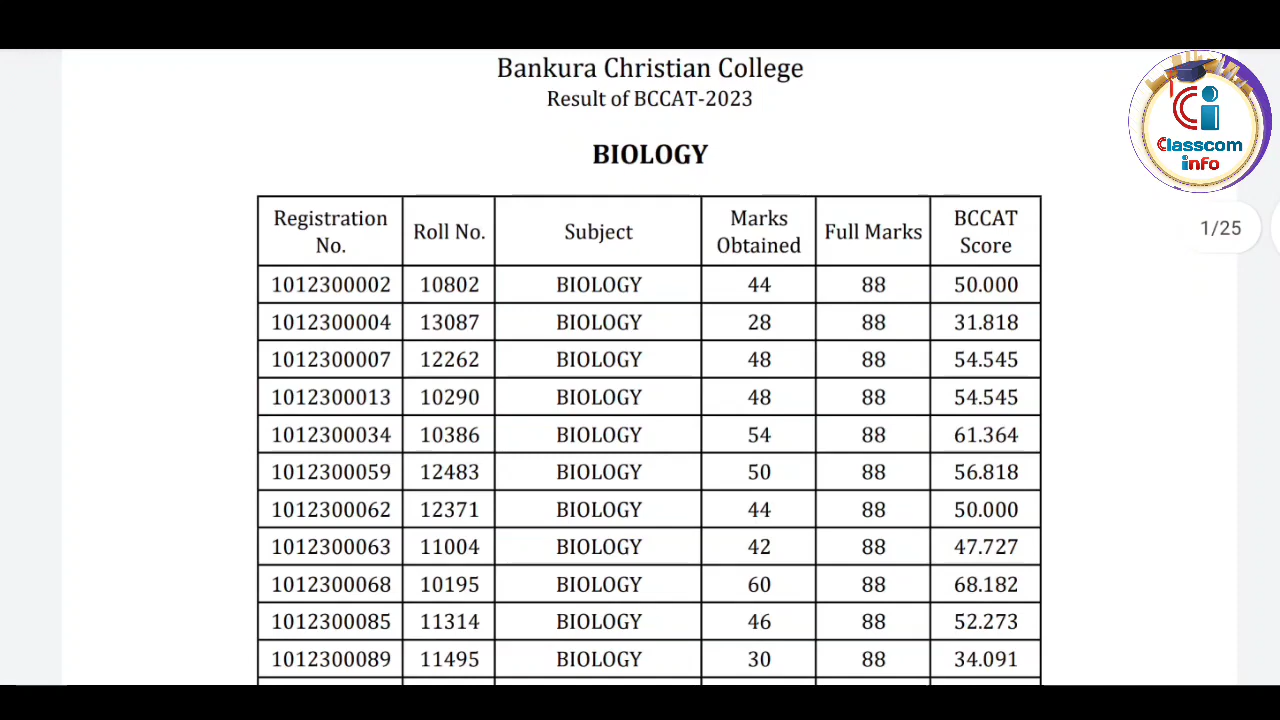 Bankura Christian College
Result of BCCAT-2023
BIOLOGY
Classcom
info
1/25
Registration No. Roll No. Subject Marks Obtained Full Marks BCCAT Score
1012300002 10802 BIOLOGY 44 88 50.000
1012300004 13087 BIOLOGY 28 88 31.818
1012300007 12262 BIOLOGY 48 88 54.545
1012300013 10290 BIOLOGY 48 88 54.545
1012300034 10386 BIOLOGY 54 88 61.364
1012300059 12483 BIOLOGY 50 88 56.818
1012300062 12371 BIOLOGY 44 88 50.000
1012300063 11004 BIOLOGY 42 88 47.727
1012300068 10195 BIOLOGY 60 88 68.182
1012300085 11314 BIOLOGY 46 88 52.273
1012300089 11495 BIOLOGY 30 88 34.091